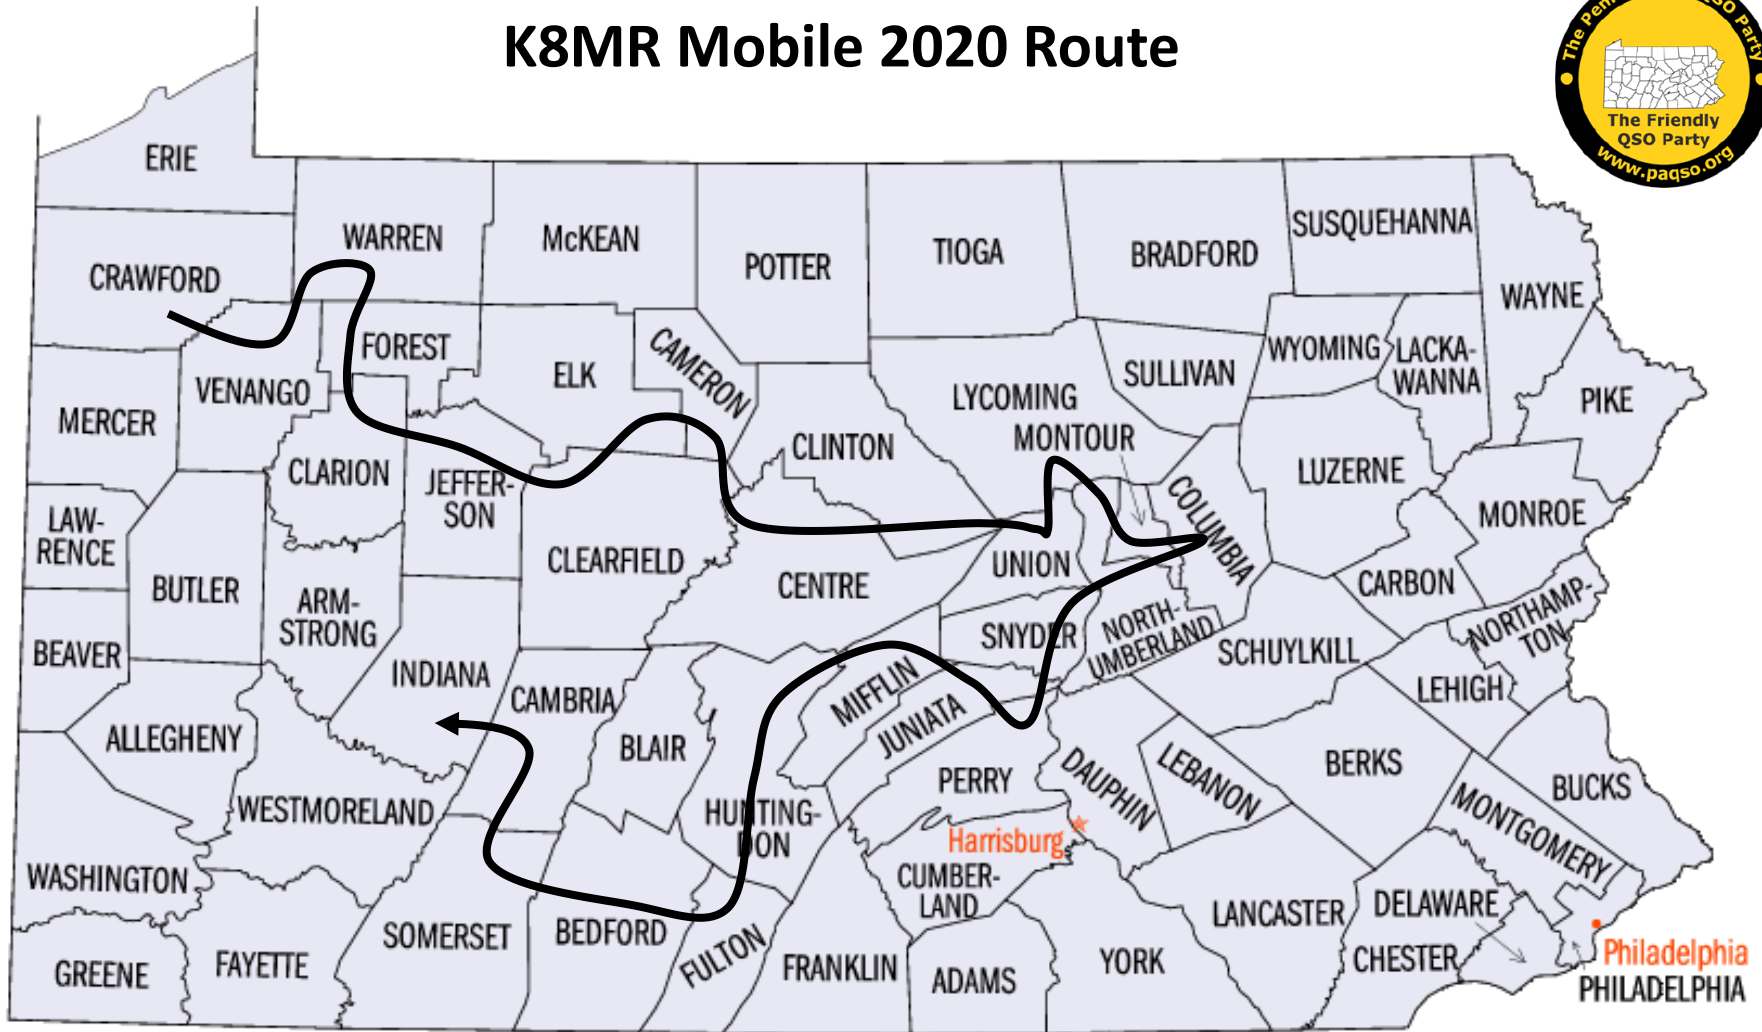 K8MR Mobile 2020 Route
QSO Party
The Friendly
QSO Party
www.paqso.org
ERIE
WARREN
McKEAN
POTTER
TIOGA
BRADFORD
SUSQUEHANNA
CRAWFORD
WAYNE
FOREST
ELK
CAMERON
WYOMING
LACKA-
WANNA
SULLIVAN
VENANGO
LYCOMING
PIKE
MERCER
CLINTON
MONTOUR
CLARION
LUZERNE
JEFFER-
SON
COLUMBIA
MONROE
LAW-
RENCE
CLEARFIELD
UNION
BUTLER
CENTRE
CARBON
ARM-
STRONG
NORTHAMP-
TON
BEAVER
SNYDER
NORTH-
UMBERLAND
SCHUYLKILL
INDIANA
CAMBRIA
MIFFLIN
LEHIGH
JUNIATA
ALLEGHENY
BLAIR
PERRY
DAUPHIN
LEBANON
BERKS
BUCKS
WESTMORELAND
HUNTING-
DON
MONTGOMERY
Harrisburg
WASHINGTON
CUMBER-
LAND
DELAWARE
LANCASTER
SOMERSET
BEDFORD
FULTON
Philadelphia
GREENE
FAYETTE
FRANKLIN
ADAMS
YORK
CHESTER
PHILADELPHIA